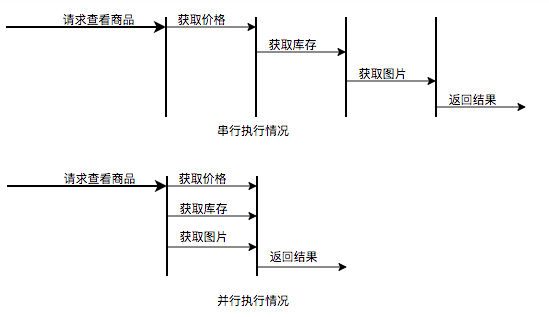 请求查看商品
获取价格
获取库存
获取图片
返回结果
串行执行情况
请求查看商品
获取价格
获取库存
获取图片
返回结果
并行执行情况